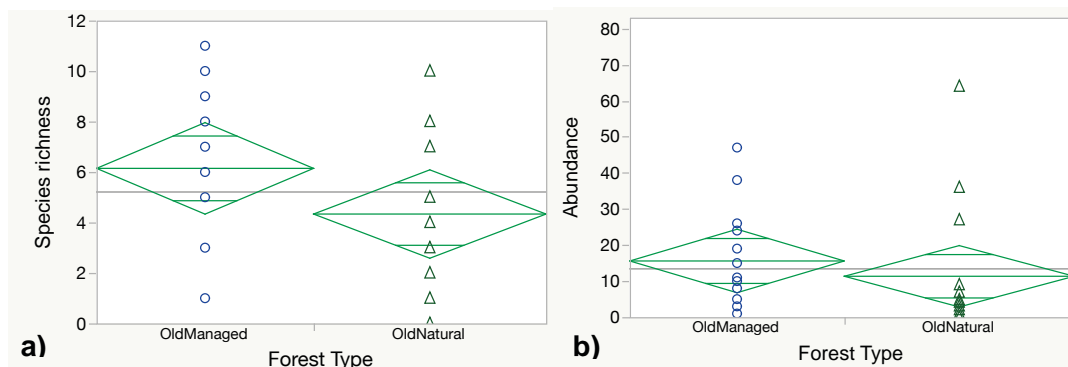 12
10
8
6
4
2
0
Species richness
OldManaged
OldNatural
Forest Type
a)
80
70
60
50
40
30
20
10
0
Abundance
OldManaged
OldNatural
Forest Type
b)